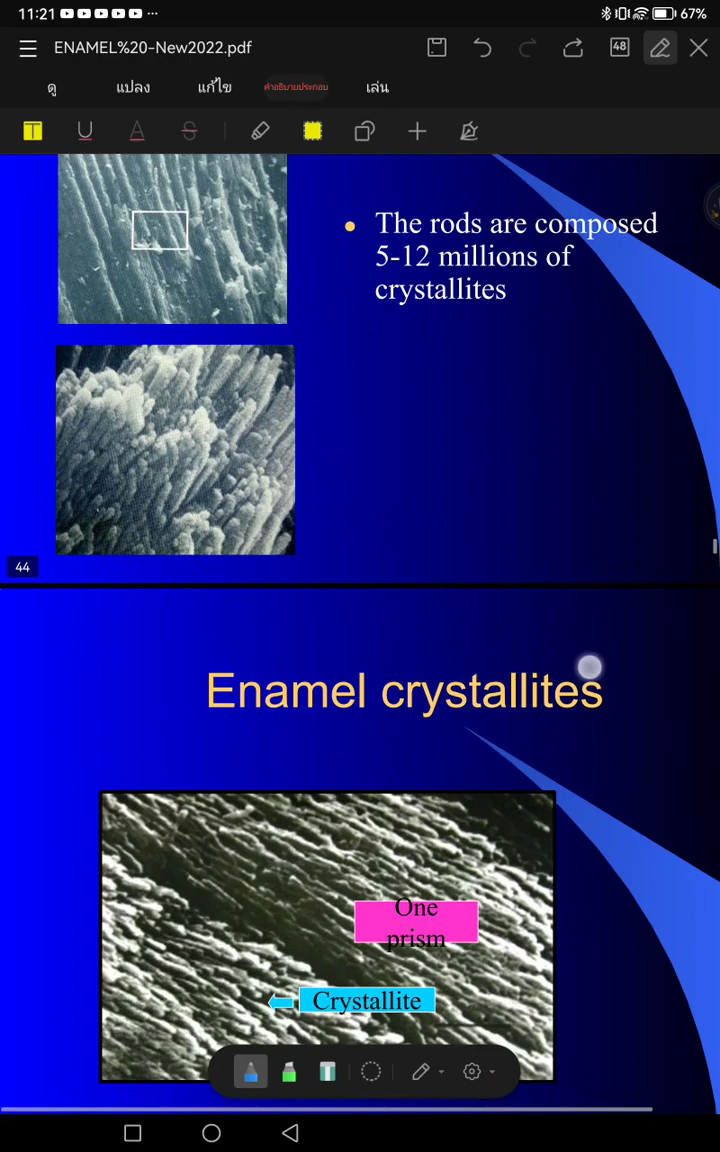 11:21
67%
ENAMEL%20-New2022.pdf
48
ดู
แปลง
แก้ไข
คำอธิบายประกอบ
เล่น
T U A S
The rods are composed
5-12 millions of
crystallites
44
Enamel crystallites
One
prism
Crystallite